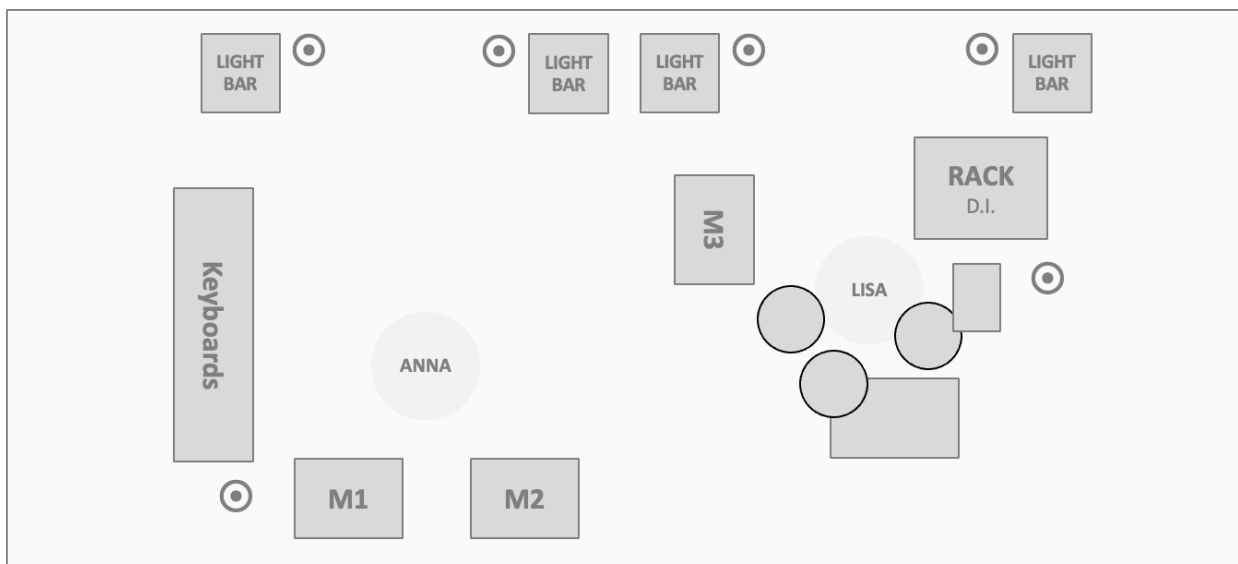 LIGHT
BAR
LIGHT
BAR
LIGHT
BAR
LIGHT
BAR
RACK
D.I.
M3
Keyboards
LISA
ANNA
M1
M2